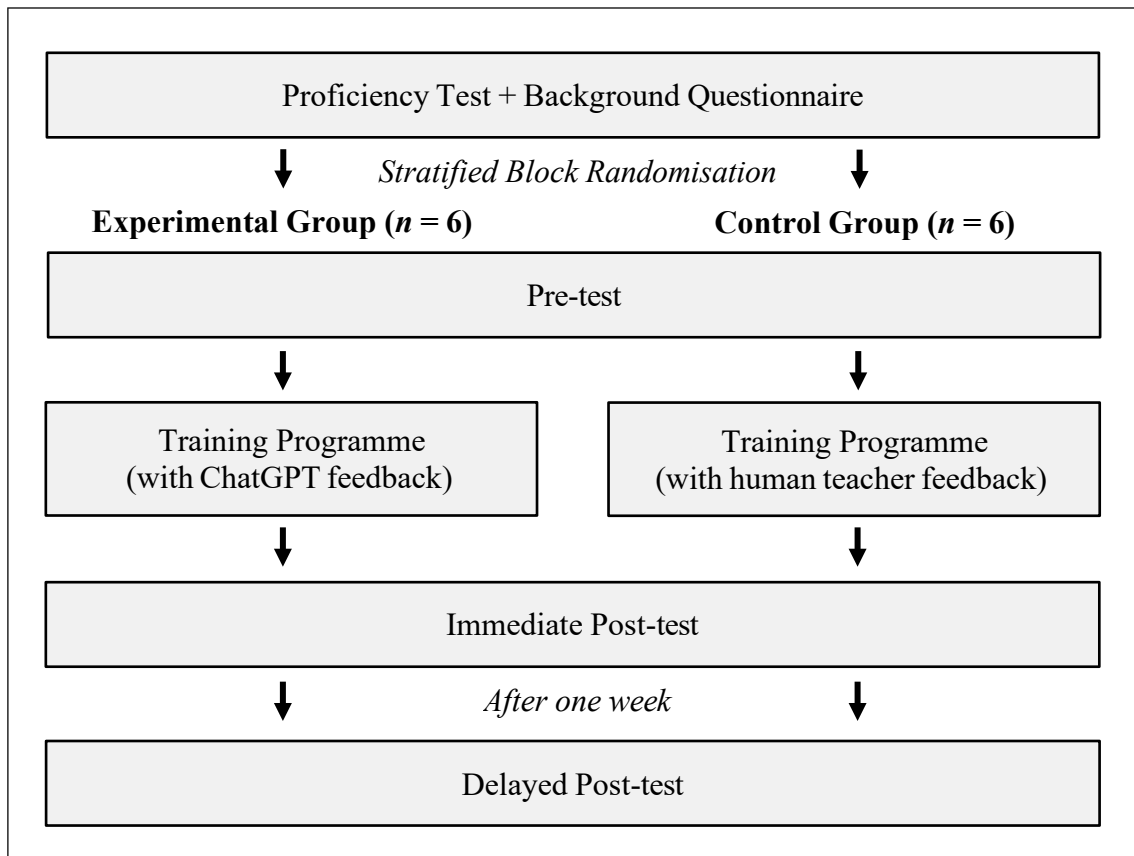 Proficiency Test + Background Questionnaire
Stratified Block Randomisation
Experimental Group (n = 6)
Control Group (n = 6)
Pre-test
Training Programme
(with ChatGPT feedback)
Training Programme
(with human teacher feedback)
Immediate Post-test
After one week
Delayed Post-test